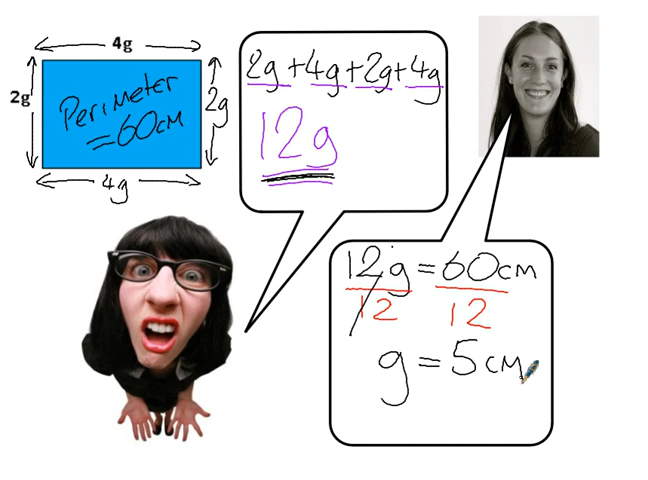 4g
2g
Perimeter
=60cm
2g
4g
2g+4g+2g+4g
12g
12g=60cm
12 12
g=5cm